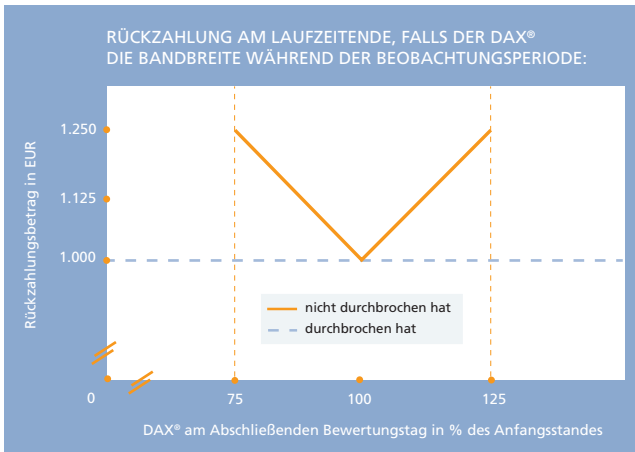 RÜCKZAHLUNG AM LAUFZEITENDE, FALLS DER DAX®
DIE BANDBREITE WÄHREND DER BEOBACHTUNGSPERIODE:
Rückzahlungsbetrag in EUR
1.250
1.125
1.000
nicht durchbrochen hat
durchbrochen hat
0 75 100 125
DAX® am Abschließenden Bewertungstag in % des Anfangsstandes